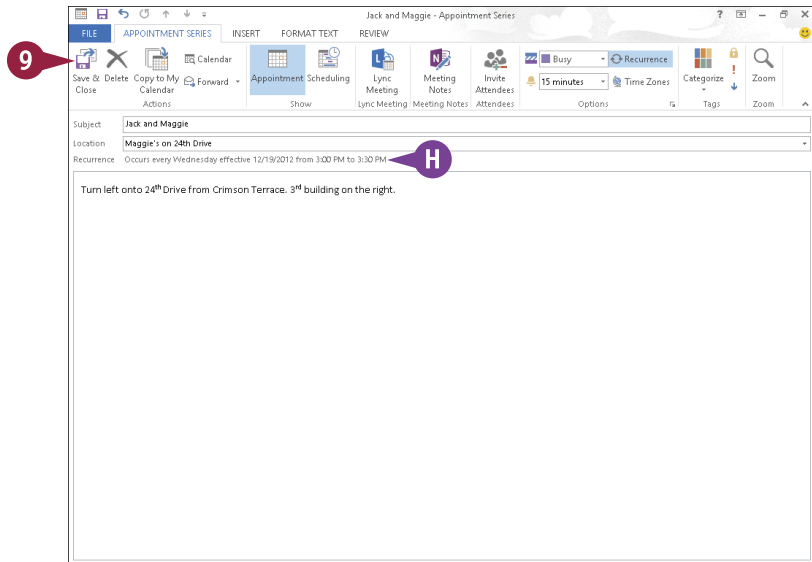 Jack and Maggie - Appointment Series
?
FILE APPOINTMENT SERIES INSERT FORMAT TEXT REVIEW
9
Save & Close
Delete
Copy to My Calendar
Calendar
Forward
Actions
Appointment
Scheduling
Show
Lync Meeting
Lync Meeting
Meeting Notes
Meeting Notes
Invite Attendees
Attendees
Busy
15 minutes
Recurrence
Time Zones
Options
Categorize
!
Tags
Zoom
Zoom
Subject Jack and Maggie
Location Maggie's on 24th Drive
Recurrence Occurs every Wednesday effective 12/19/2012 from 3:00 PM to 3:30 PM
H
Turn left onto 24th Drive from Crimson Terrace. 3rd building on the right.